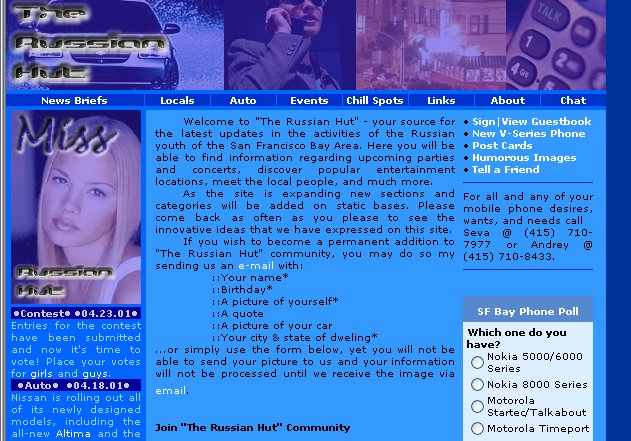 The
Russian
Hut
TALK
News Briefs
Locals
Auto
Events
Chill Spots
Links
About
Chat
Miss
Russian
Hut
•Contest• •04.23.01•
Entries for the contest
have been submitted
and now it's time to
vote! Place your votes
for girls and guys.
•Auto• •04.18.01•
Nissan is rolling out all
of its newly designed
models, including the
all-new Altima and the
Welcome to "The Russian Hut" - your source for
the latest updates in the activities of the Russian
youth of the San Francisco Bay Area. Here you will be
able to find information regarding upcoming parties
and concerts, discover popular entertainment
locations, meet the local people, and much more.
As the site is expanding new sections and
categories will be added on static bases. Please
come back as often as you please to see the
innovative ideas that we have expressed on this site.
If you wish to become a permanent addition to
"The Russian Hut" community, you may do so my
sending us an e-mail with:
::Your name*
::Birthday*
::A picture of yourself*
::A quote
::A picture of your car
::Your city & state of dweling*
...or simply use the form below, yet you will not be
able to send your picture to us and your information
will not be processed until we receive the image via
email.
Join "The Russian Hut" Community
• Sign|View Guestbook
• New V-Series Phone
• Post Cards
• Humorous Images
• Tell a Friend
For all and any of your
mobile phone desires,
wants, and needs call
Seva @ (415) 710-
7977 or Andrey @
(415) 710-8433.
SF Bay Phone Poll
Which one do you
have?
Nokia 5000/6000
Series
Nokia 8000 Series
Motorola
Startec/Talkabout
Motorola Timeport